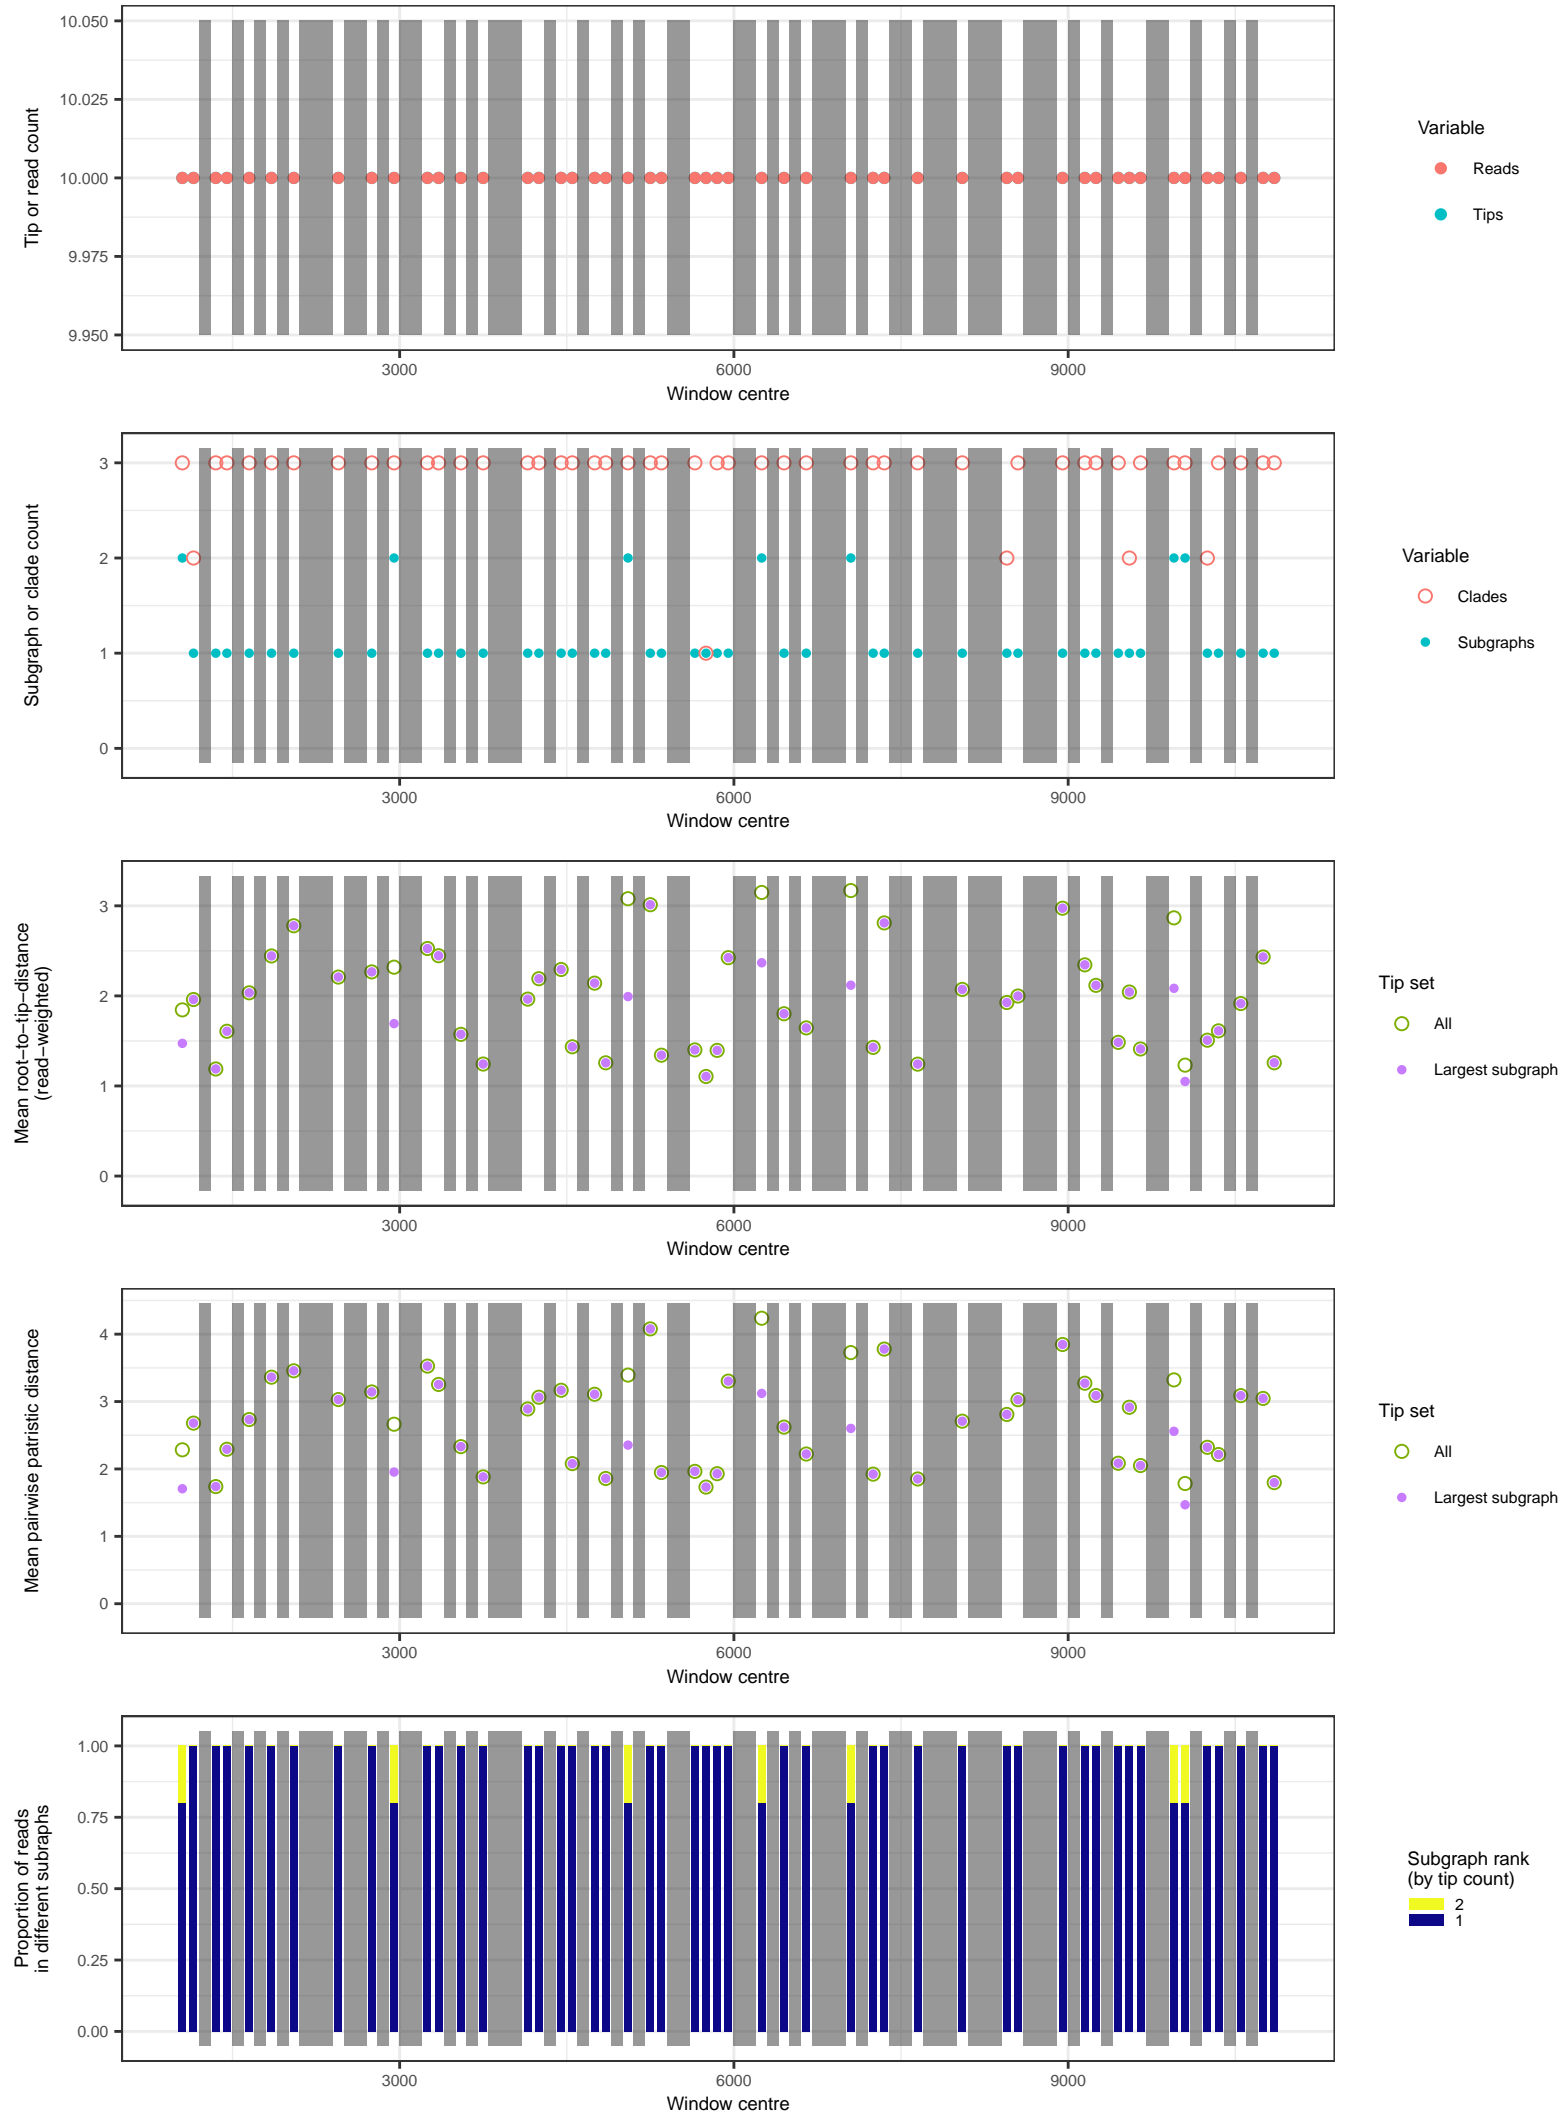 10.050
10.025
10.000
9.975
9.950
Tip or read count
3000
6000
9000
Window centre
Variable
Reads
Tips
3
2
1
0
Subgraph or clade count
3000
6000
9000
Window centre
Variable
Clades
Subgraphs
3
2
1
0
Mean root−to−tip−distance
(read−weighted)
3000
6000
9000
Window centre
Tip set
All
Largest subgraph
4
3
2
1
0
Mean pairwise patristic distance
3000
6000
9000
Window centre
Tip set
All
Largest subgraph
1.00
0.75
0.50
0.25
0.00
Proportion of reads
in different subraphs
3000
6000
9000
Window centre
Subgraph rank
(by tip count)
2
1